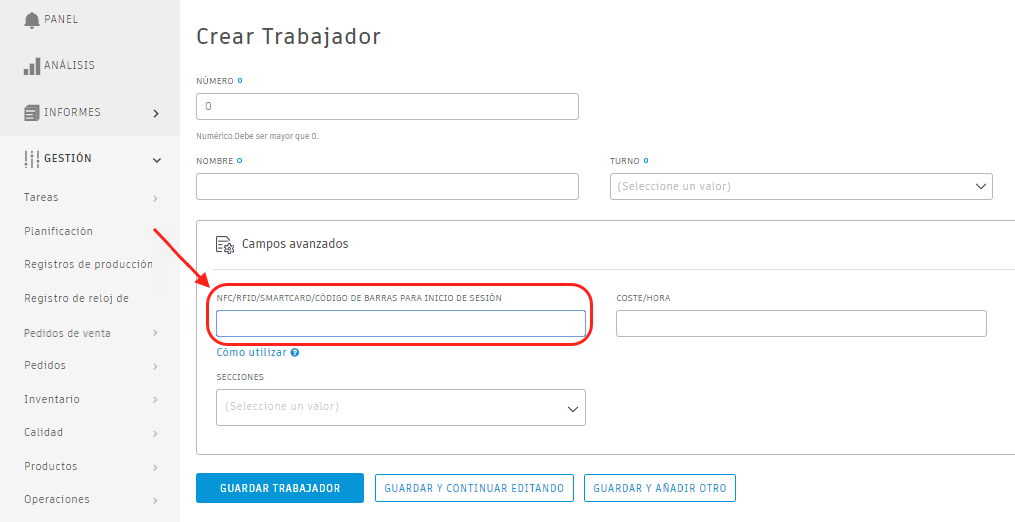 PANEL
ANÁLISIS
INFORMES
GESTIÓN
Tareas
Planificación
Registros de producción
Registro de reloj de
Pedidos de venta
Pedidos
Inventario
Calidad
Productos
Operaciones
Crear Trabajador
NÚMERO
0
Numérico.Debe ser mayor que 0.
NOMBRE
TURNO
(Seleccione un valor)
Campos avanzados
NFC/RFID/SMARTCARD/CÓDIGO DE BARRAS PARA INICIO DE SESIÓN
COSTE/HORA
Cómo utilizar ?
SECCIONES
(Seleccione un valor)
GUARDAR TRABAJADOR
GUARDAR Y CONTINUAR EDITANDO
GUARDAR Y AÑADIR OTRO